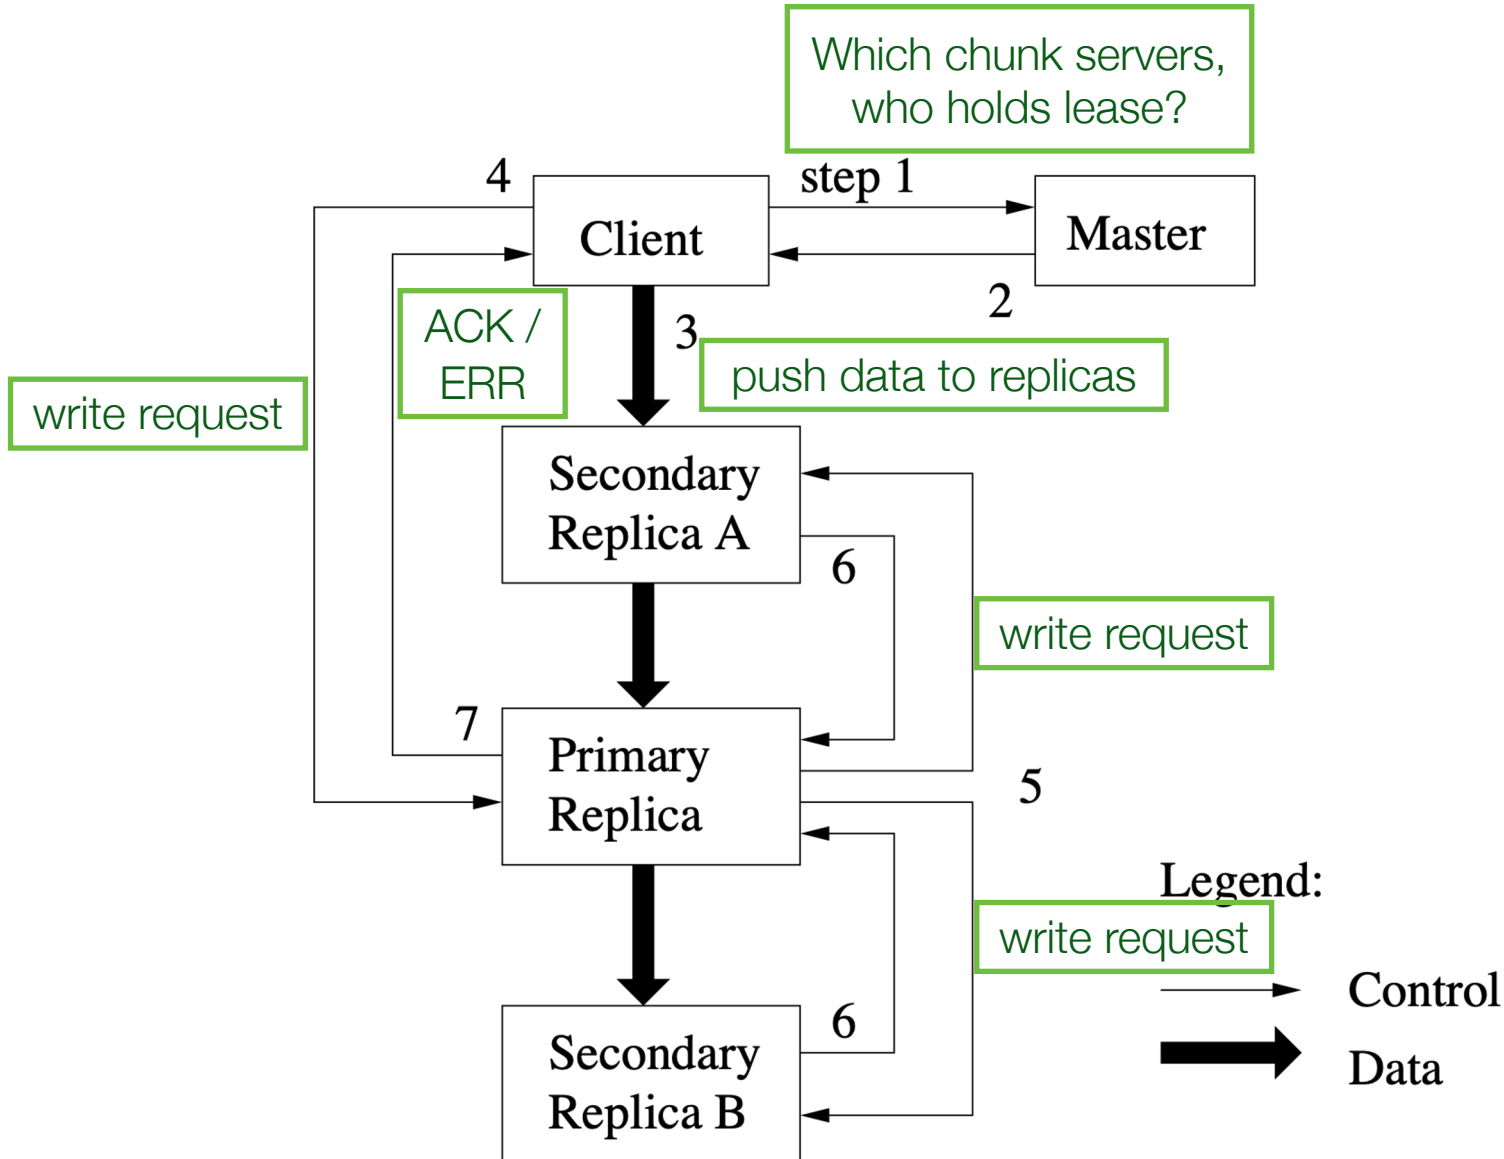 Which chunk servers,
who holds lease?
4
step 1
Client
Master
2
ACK /
ERR
3
push data to replicas
write request
Secondary
Replica A
6
write request
7
Primary
Replica
5
Legend:
write request
Control
6
Secondary
Replica B
Data